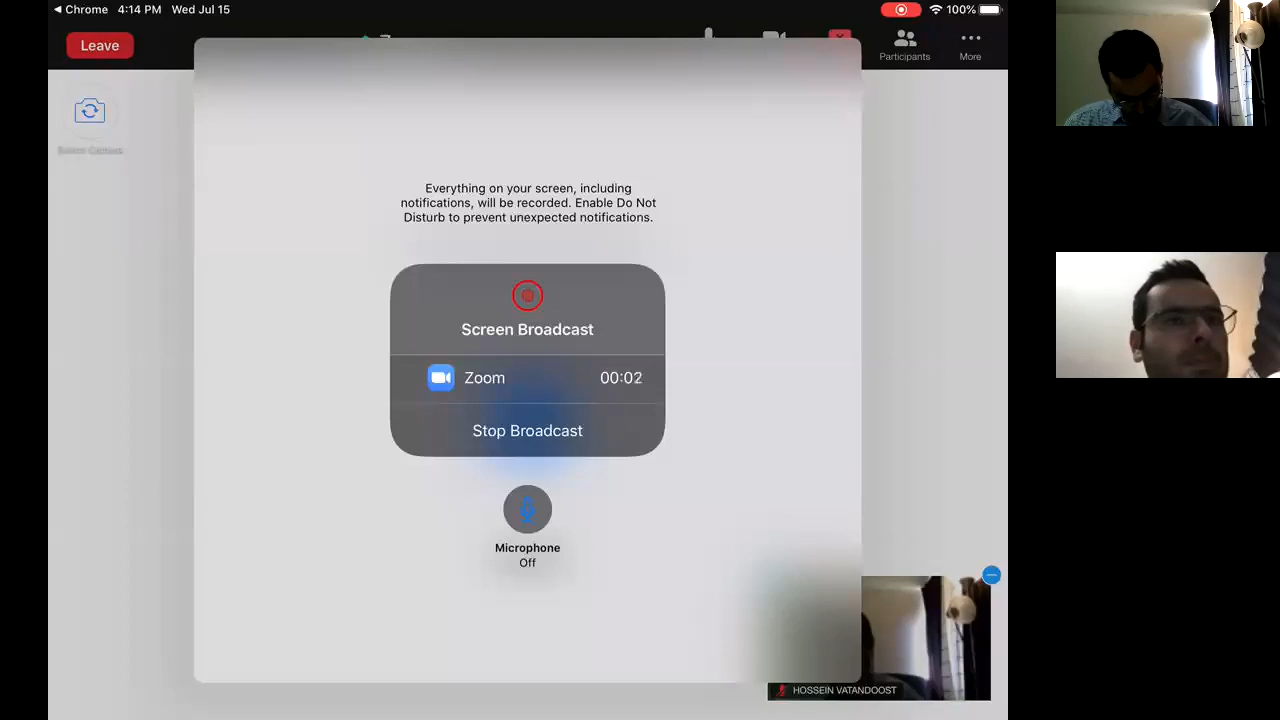 Chrome 4:14 PM Wed Jul 15 100%
Leave
Participants
More
Switch Camera
Everything on your screen, including
notifications, will be recorded. Enable Do Not
Disturb to prevent unexpected notifications.
Screen Broadcast
Zoom 00:02
Stop Broadcast
Microphone
Off
HOSSEIN VATANDOOST